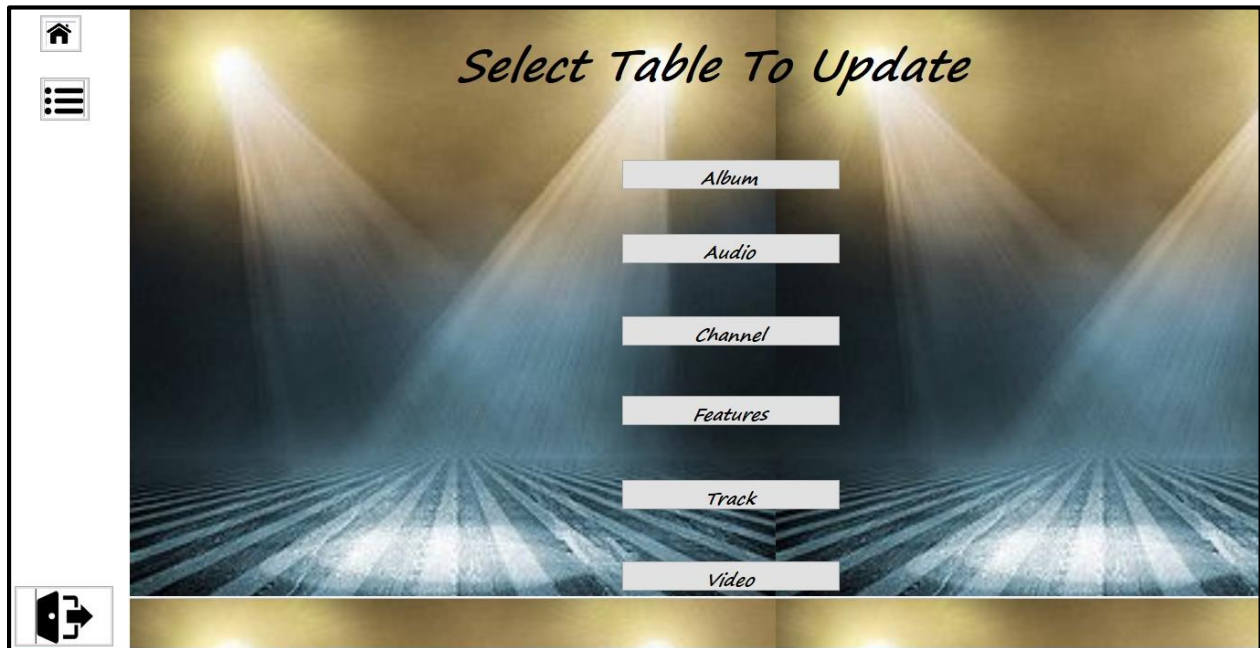 Select Table To Update
Album
Audio
Channel
Features
Track
Video